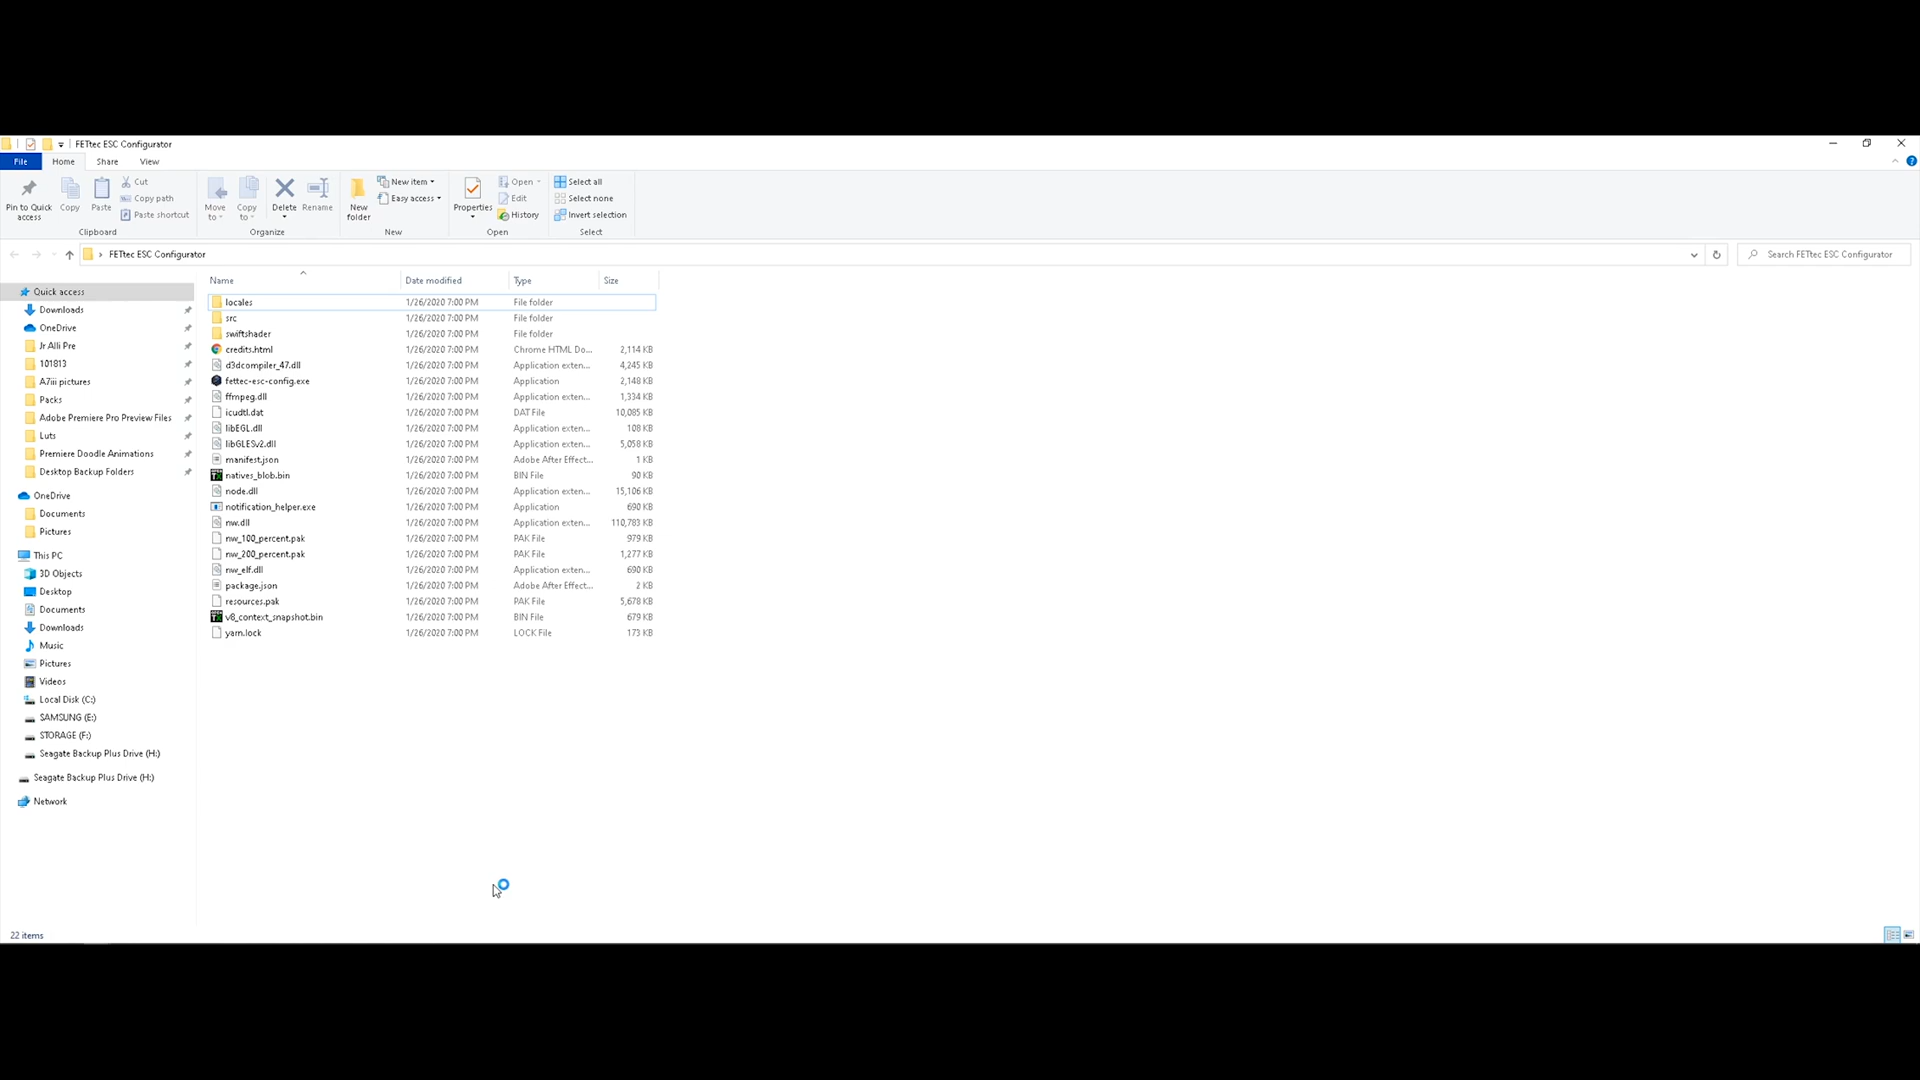 FETtec ESC Configurator
File Home Share View
Pin to Quick access
Copy
Paste
Cut
Copy path
Paste shortcut
Clipboard
Move to
Copy to
Delete
Rename
Organize
New folder
New item
Easy access
New
Properties
Open
Edit
History
Open
Select all
Select none
Invert selection
Select
FETtec ESC Configurator
Search FETtec ESC Configurator
Name Date modified Type Size
Quick access
Downloads
OneDrive
Jr Alli Pre
101813
A7iii pictures
Packs
Adobe Premiere Pro Preview Files
Luts
Premiere Doodle Animations
Desktop Backup Folders
OneDrive
Documents
Pictures
This PC
3D Objects
Desktop
Documents
Downloads
Music
Pictures
Videos
Local Disk (C:)
SAMSUNG (E:)
STORAGE (F:)
Seagate Backup Plus Drive (H:)
Seagate Backup Plus Drive (H:)
Network
locales 1/26/2020 7:00 PM File folder
src 1/26/2020 7:00 PM File folder
swiftshader 1/26/2020 7:00 PM File folder
credits.html 1/26/2020 7:00 PM Chrome HTML Do... 2,114 KB
d3dcompiler_47.dll 1/26/2020 7:00 PM Application exten... 4,245 KB
fettec-esc-config.exe 1/26/2020 7:00 PM Application 2,148 KB
ffmpeg.dll 1/26/2020 7:00 PM Application exten... 1,334 KB
icudtl.dat 1/26/2020 7:00 PM DAT File 10,085 KB
libEGL.dll 1/26/2020 7:00 PM Application exten... 108 KB
libGLESv2.dll 1/26/2020 7:00 PM Application exten... 5,058 KB
manifest.json 1/26/2020 7:00 PM Adobe After Effect... 1 KB
natives_blob.bin 1/26/2020 7:00 PM BIN File 90 KB
node.dll 1/26/2020 7:00 PM Application exten... 15,106 KB
notification_helper.exe 1/26/2020 7:00 PM Application 690 KB
nw.dll 1/26/2020 7:00 PM Application exten... 110,783 KB
nw_100_percent.pak 1/26/2020 7:00 PM PAK File 979 KB
nw_200_percent.pak 1/26/2020 7:00 PM PAK File 1,277 KB
nw_elf.dll 1/26/2020 7:00 PM Application exten... 690 KB
package.json 1/26/2020 7:00 PM Adobe After Effect... 2 KB
resources.pak 1/26/2020 7:00 PM PAK File 5,678 KB
v8_context_snapshot.bin 1/26/2020 7:00 PM BIN File 679 KB
yarn.lock 1/26/2020 7:00 PM LOCK File 173 KB
22 items